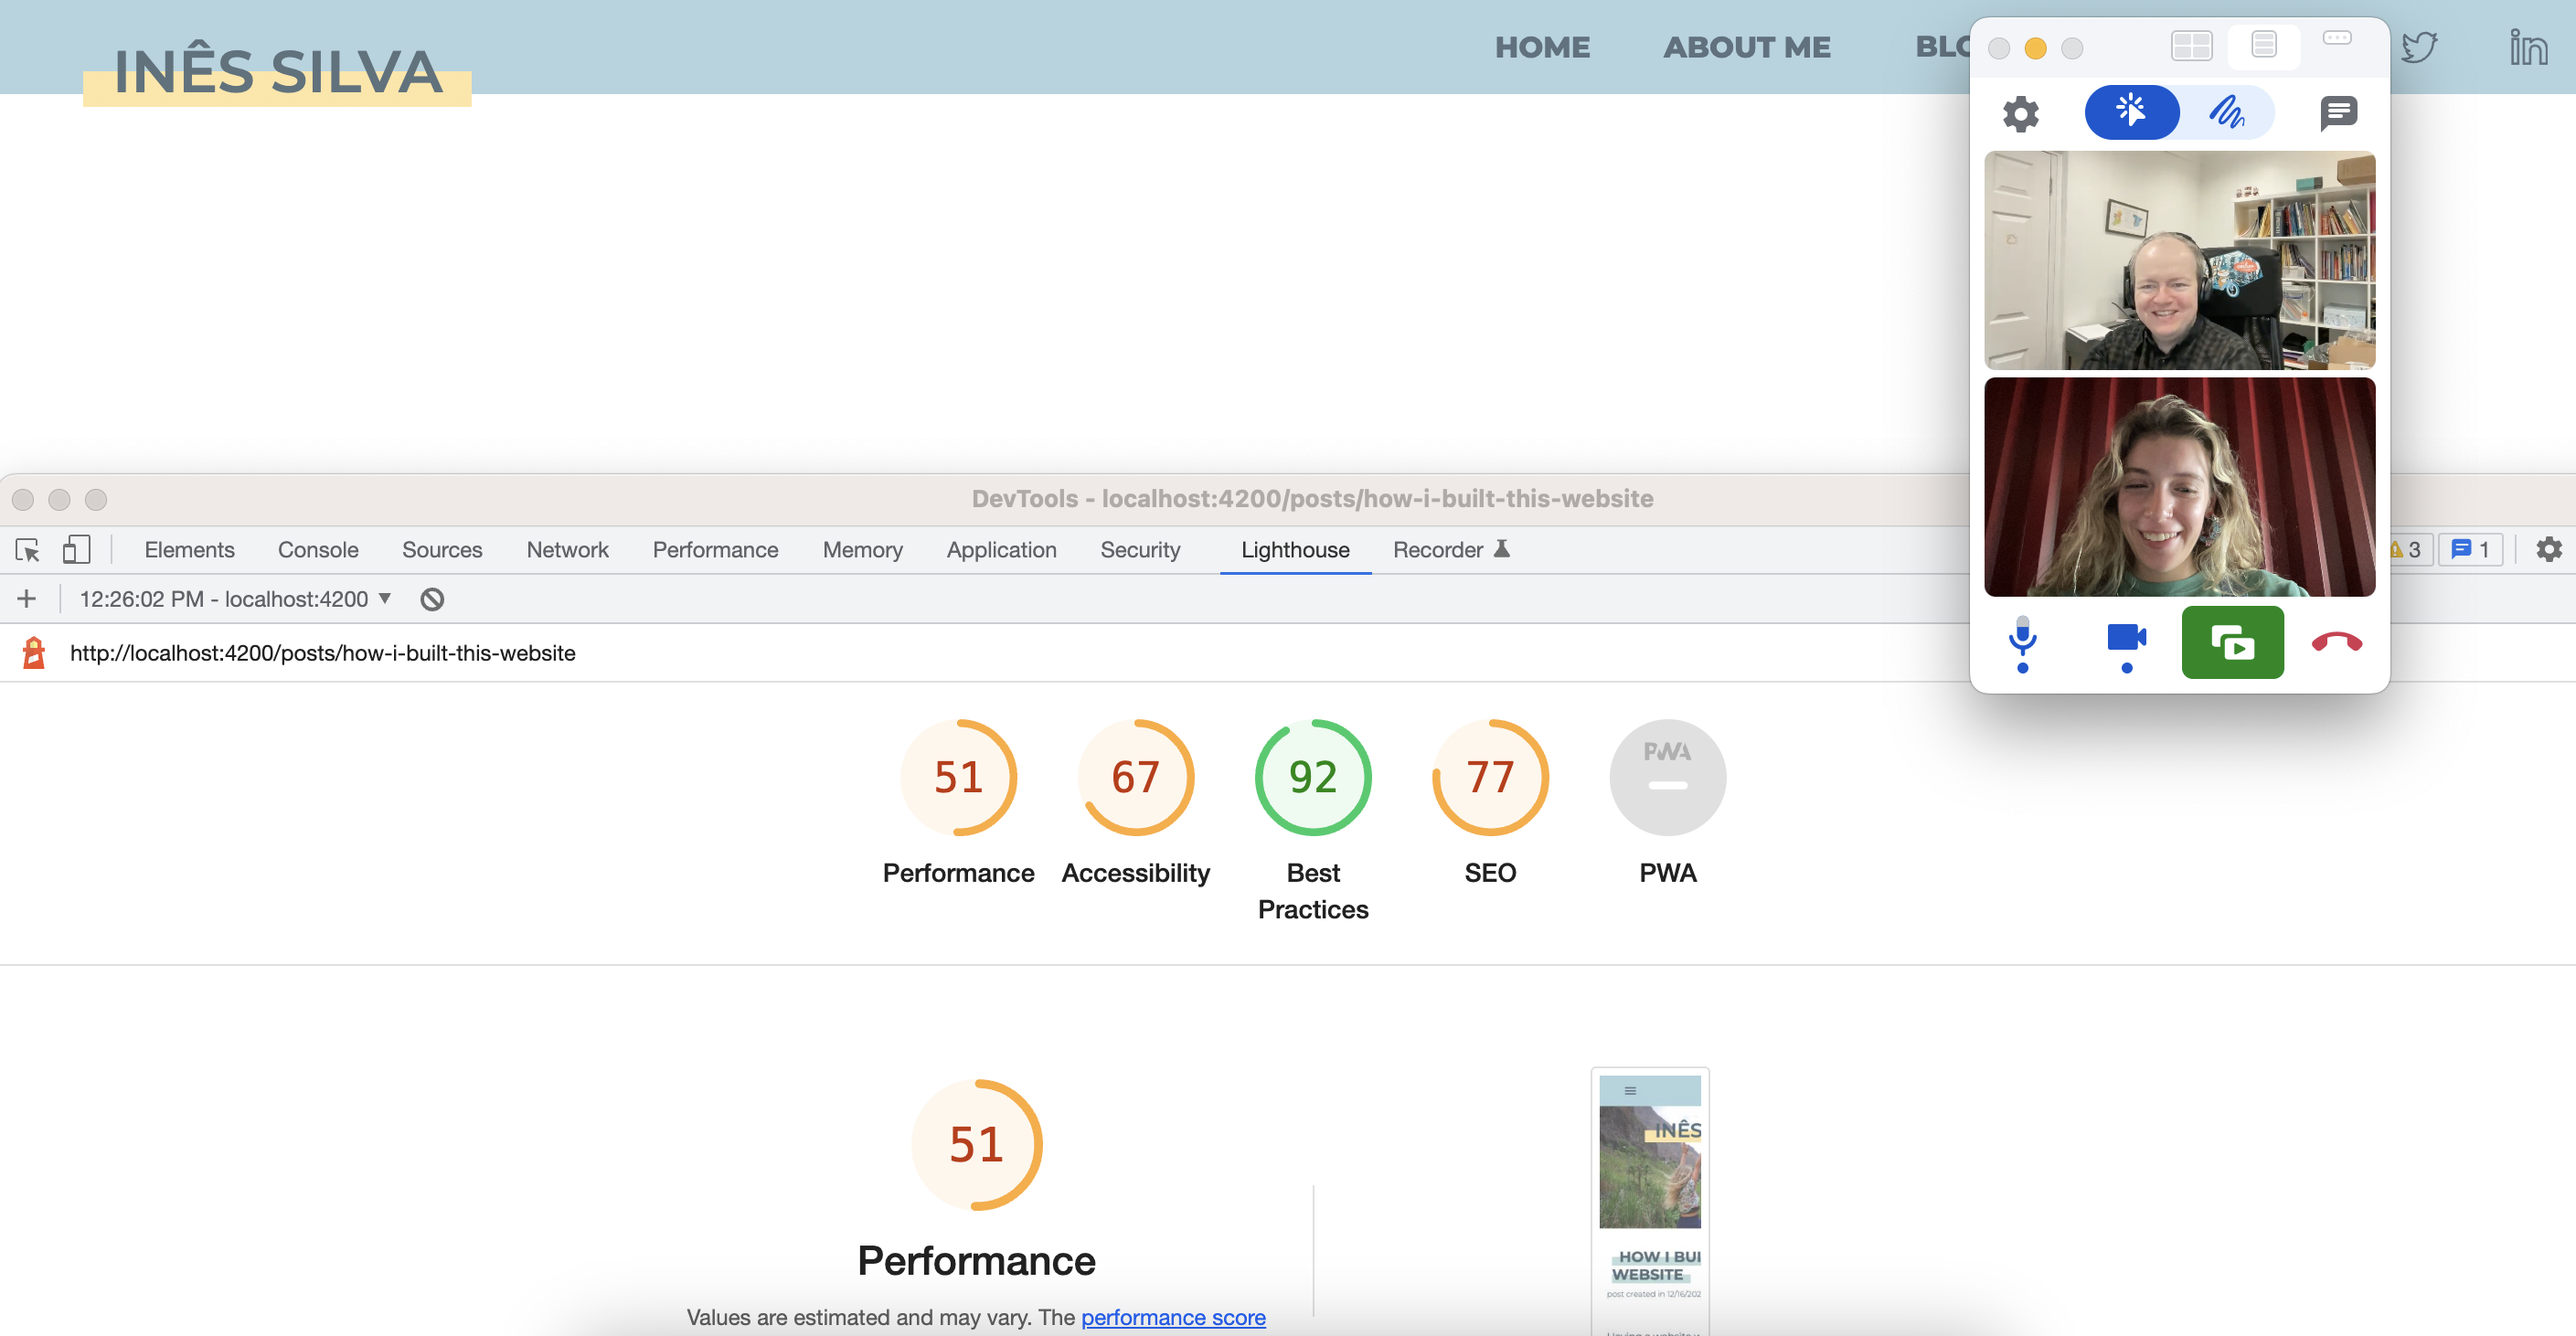 INÊS SILVA
HOME
ABOUT ME
DevTools - localhost:4200/posts/how-i-built-this-website
Elements
Console
Sources
Network
Performance
Memory
Application
Security
Lighthouse
Recorder
3
1
12:26:02 PM - localhost:4200
http://localhost:4200/posts/how-i-built-this-website
51
67
92
77
PWA
Performance
Accessibility
Best
Practices
SEO
PWA
51
Performance
Values are estimated and may vary. The performance score
INÊS
HOW I BUI
WEBSITE
post created in 12/16/202